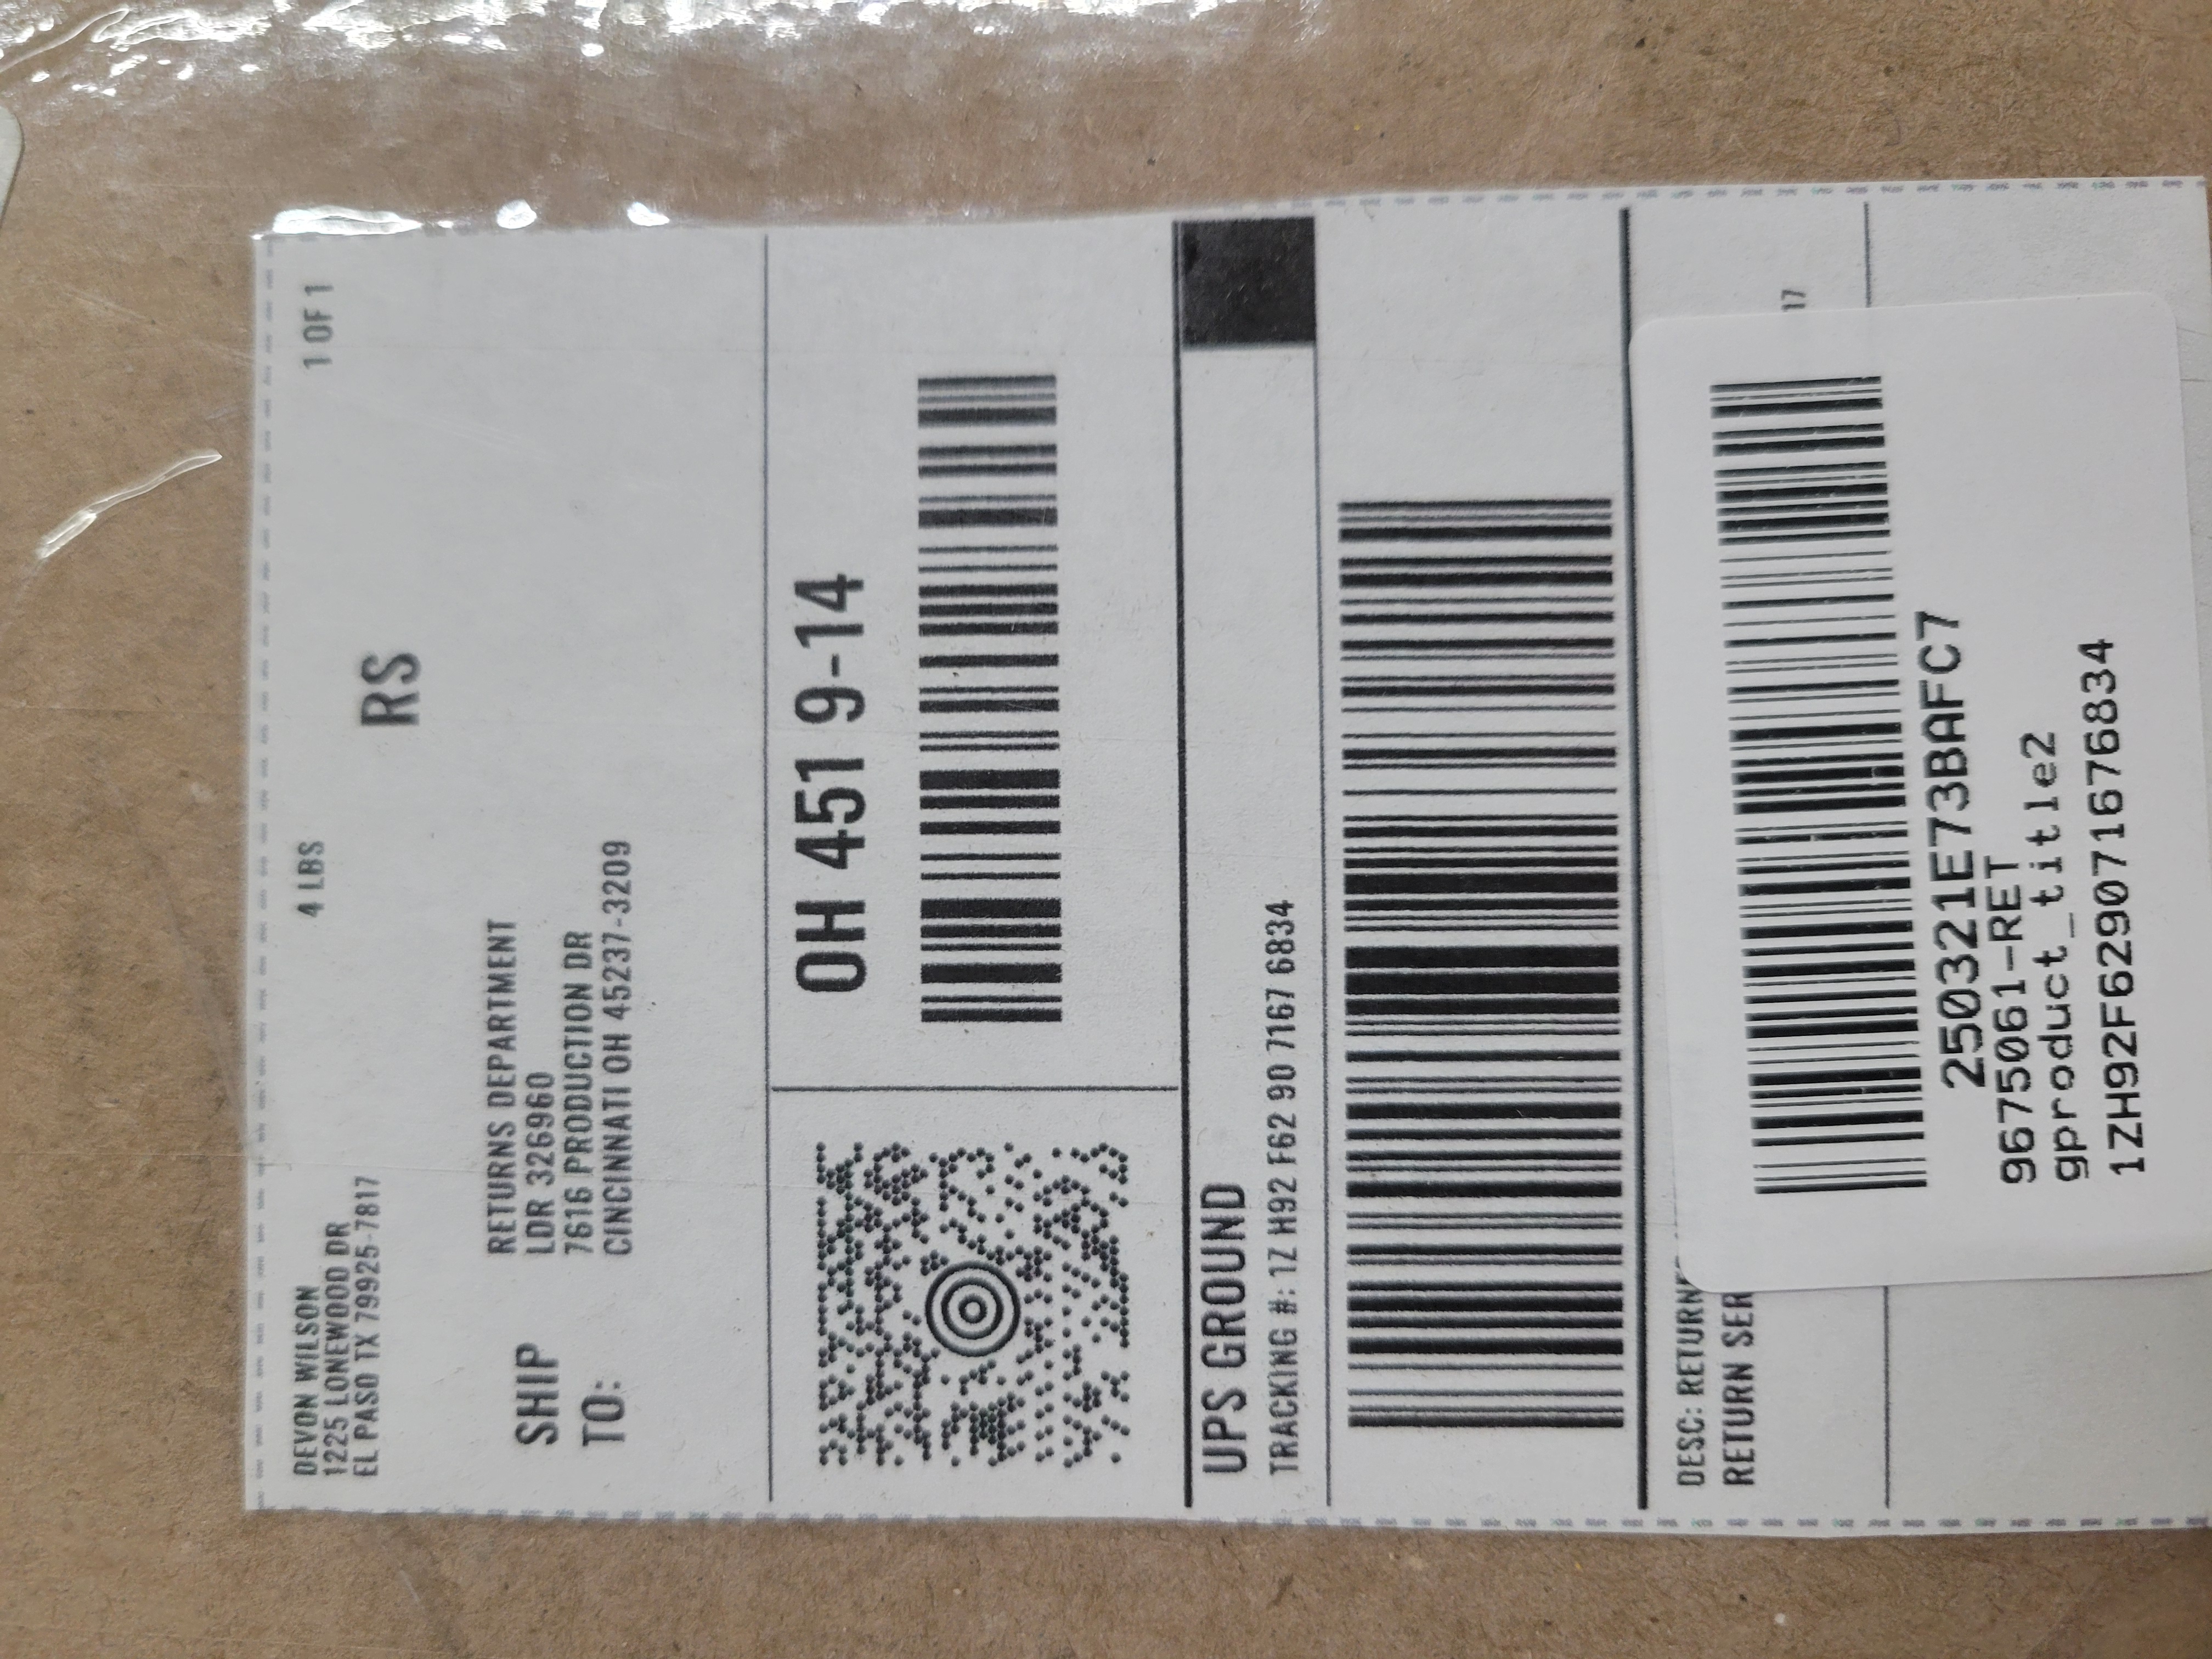 DEVON WILSON
1225 LONEWOOD DR
EL PASO TX 79925-7817
4 LBS
1 OF 1
RS
SHIP
TO:
RETURNS DEPARTMENT
LDR 326960
7616 PRODUCTION DR
CINCINNATI OH 45237-3209
OH 451 9-14
UPS GROUND
TRACKING #: 1Z H92 F62 90 7167 6834
DESC: RETURN
RETURN SER
17
250321E73BAFC7
9675061-RET
gproduct_title2
1ZH92F629071676834